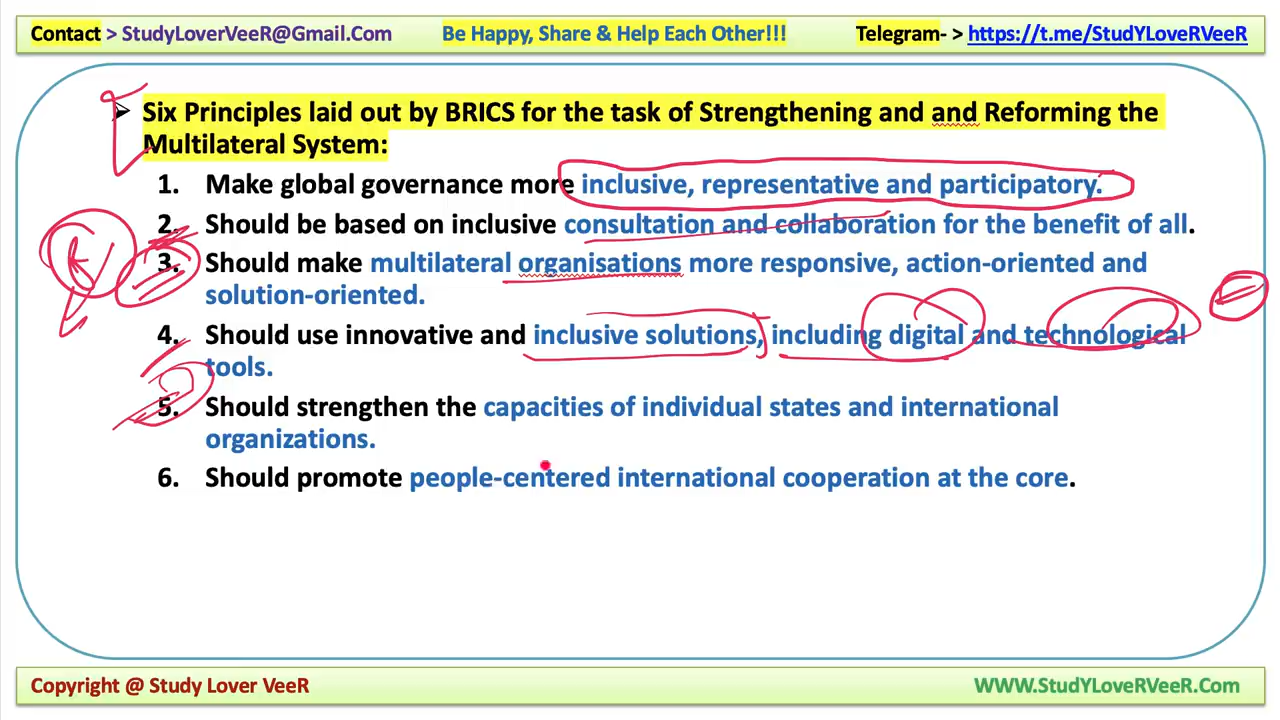 Contact > StudyLoverVeeR@Gmail.Com Be Happy, Share & Help Each Other!!! Telegram- > https://t.me/StudYLoveRVeeR
➢ Six Principles laid out by BRICS for the task of Strengthening and and Reforming the
Multilateral System:
1. Make global governance more inclusive, representative and participatory.
2. Should be based on inclusive consultation and collaboration for the benefit of all.
3. Should make multilateral organisations more responsive, action-oriented and
solution-oriented.
4. Should use innovative and inclusive solutions, including digital and technological
tools.
5. Should strengthen the capacities of individual states and international
organizations.
6. Should promote people-centered international cooperation at the core.
Copyright @ Study Lover VeeR WWW.StudYLoveRVeeR.Com